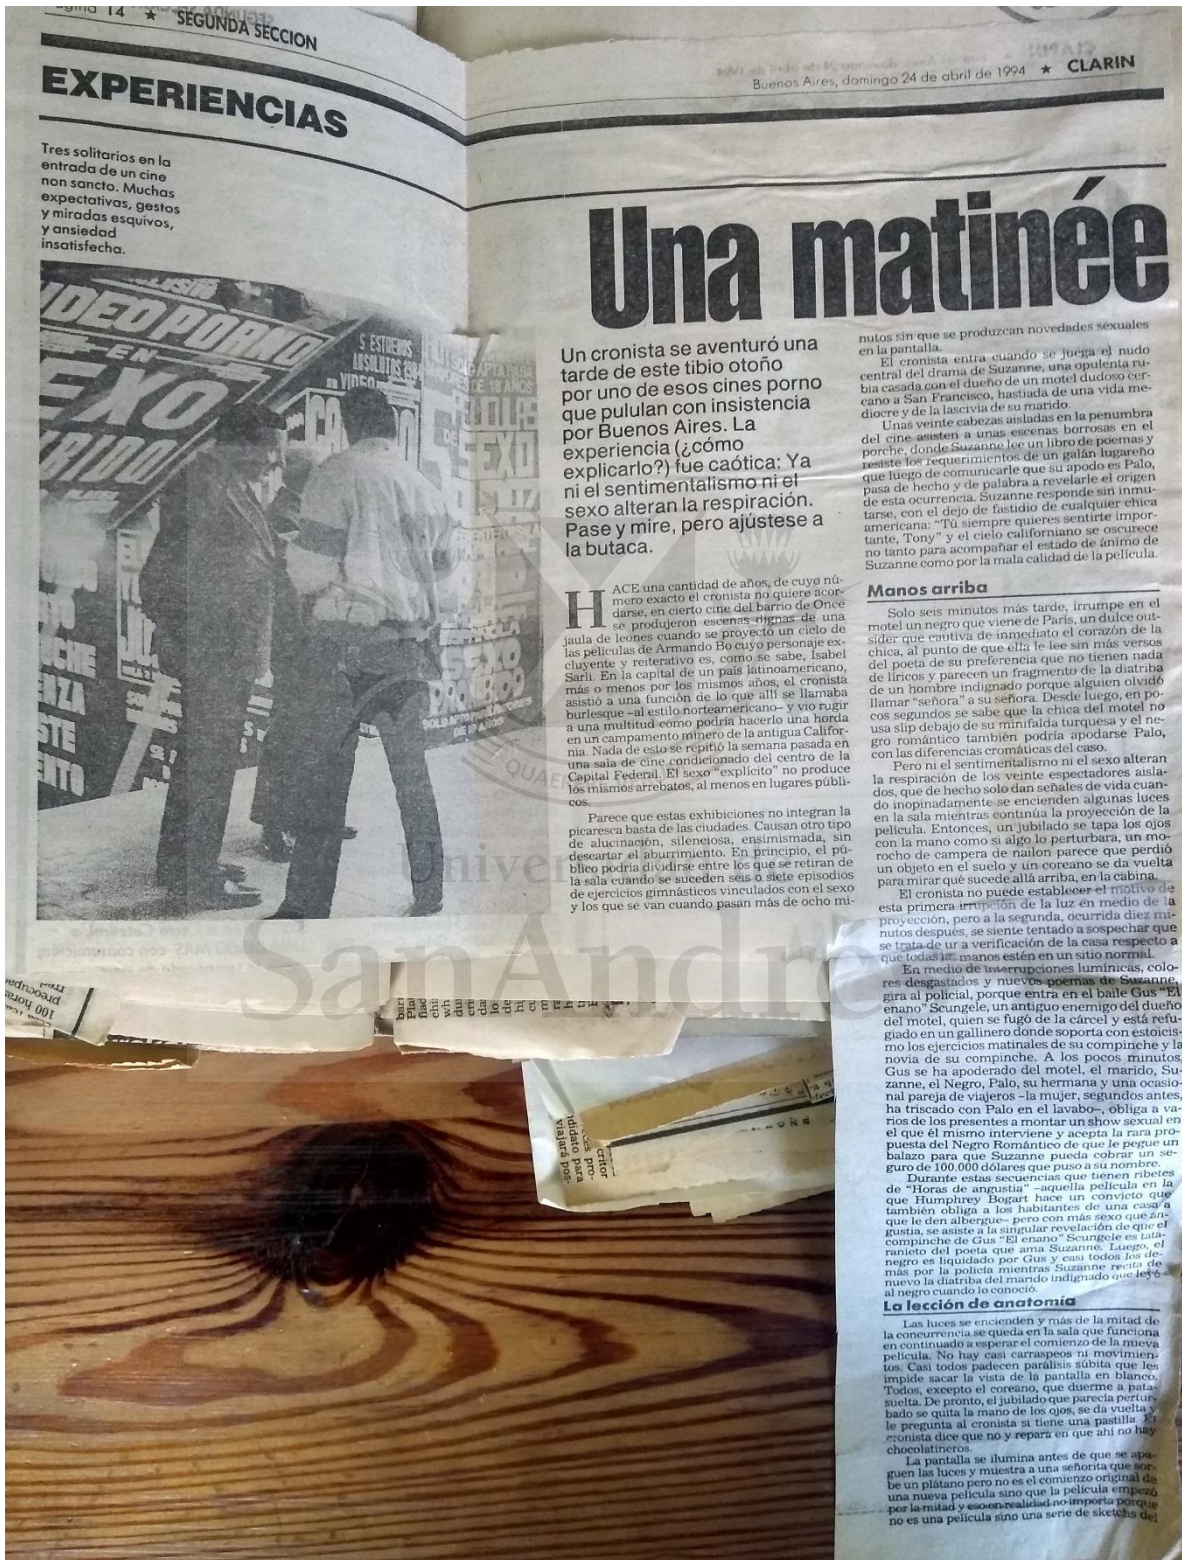 Página 14 ★ SEGUNDA SECCION
Buenos Aires, domingo 24 de abril de 1994 ★ CLARIN
EXPERIENCIAS
Tres solitarios en la
entrada de un cine
non sancto. Muchas
expectativas, gestos
y miradas esquivos,
y ansiedad
insatisfecha.
VIDEO PORNO
EN
SEXO
5 ESTRENOS
ABSOLUTOS
EN VIDEO
SEXO
SEXO
PROHIBIDO
Una matinée
Un cronista se aventuró una
tarde de este tibio otoño
por uno de esos cines porno
que pululan con insistencia
por Buenos Aires. La
experiencia (¿cómo
explicarlo?) fue caótica: Ya
ni el sentimentalismo ni el
sexo alteran la respiración.
Pase y mire, pero ajústese a
la butaca.
HACE una cantidad de años, de cuyo nú-
mero exacto el cronista no quiere acor-
darse, en cierto cine del barrio de Once
se produjeron escenas dignas de una
jaula de leones cuando se proyectó un ciclo de
las películas de Armando Bo cuyo personaje ex-
cluyente y reiterativo es, como se sabe, Isabel
Sarli. En la capital de un país latinoamericano,
más o menos por los mismos años, el cronista
asistió a una función de lo que allí se llamaba
burlesque –al estilo norteamericano– y vio rugir
a una multitud como podría hacerlo una horda
en un campamento minero de la antigua Califor-
nia. Nada de esto se repitió la semana pasada en
una sala de cine condicionado del centro de la
Capital Federal. El sexo "explícito" no produce
los mismos arrebatos, al menos en lugares públi-
cos.
Parece que estas exhibiciones no integran la
picaresca basta de las ciudades. Causan otro tipo
de alucinación, silenciosa, ensimismada, sin
descartar el aburrimiento. En principio, el pú-
blico podría dividirse entre los que se retiran de
la sala cuando se suceden seis o siete episodios
de ejercicios gimnásticos vinculados con el sexo
y los que se van cuando pasan más de ocho mi-
nutos sin que se produzcan novedades sexuales
en la pantalla.
El cronista entra cuando se juega el nudo
central del drama de Suzanne, una opulenta ru-
bia casada con el dueño de un motel dudoso cer-
cano a San Francisco, hastiada de una vida me-
diocre y de la lascivia de su marido.
Unas veinte cabezas aisladas en la penumbra
del cine asisten a unas escenas borrosas en el
porche, donde Suzanne lee un libro de poemas y
resiste los requerimientos de un galán lugareño
que luego de comunicarle que su apodo es Palo,
pasa de hecho y de palabra a revelarle el origen
de esta ocurrencia. Suzanne responde sin inmu-
tarse, con el dejo de fastidio de cualquier chica
americana: "Tú siempre quieres sentirte impor-
tante, Tony" y el cielo californiano se oscurece
no tanto para acompañar el estado de ánimo de
Suzanne como por la mala calidad de la película.
Manos arriba
Solo seis minutos más tarde, irrumpe en el
motel un negro que viene de París, un dulce out-
sider que cautiva de inmediato el corazón de la
chica, al punto de que ella le lee sin más versos
del poeta de su preferencia que no tienen nada
de líricos y parecen un fragmento de la diatriba
de un hombre indignado porque alguien olvidó
llamar "señora" a su señora. Desde luego, en po-
cos segundos se sabe que la chica del motel no
usa slip debajo de su minifalda turquesa y el ne-
gro romántico también podría apodarse Palo,
con las diferencias cromáticas del caso.
Pero ni el sentimentalismo ni el sexo alteran
la respiración de los veinte espectadores aisla-
dos, que de hecho solo dan señales de vida cuan-
do inopinadamente se encienden algunas luces
en la sala mientras continúa la proyección de la
película. Entonces, un jubilado se tapa los ojos
con la mano como si algo lo perturbara, un mo-
rocho de campera de nailon parece que perdió
un objeto en el suelo y un coreano se da vuelta
para mirar qué sucede allá arriba, en la cabina.
El cronista no puede establecer el motivo de
esta primera irrupción de la luz en medio de la
proyección, pero a la segunda, ocurrida diez mi-
nutos después, se siente tentado a sospechar que
se trata de una verificación de la casa respecto a
que todas las manos estén en un sitio normal.
En medio de interrupciones lumínicas, colo-
res desgastados y nuevos poemas de Suzanne,
gira al policial, porque entra en el baile Gus "El
enano" Scungele, un antiguo enemigo del dueño
del motel, quien se fugó de la cárcel y está refu-
giado en un gallinero donde soporta con estoicis-
mo los ejercicios matinales de su compinche y la
novia de su compinche. A los pocos minutos,
Gus se ha apoderado del motel, el marido, Su-
zanne, el Negro, Palo, su hermana y una ocasio-
nal pareja de viajeros –la mujer, segundos antes,
ha triscado con Palo en el lavabo–, obliga a va-
rios de los presentes a montar un show sexual en
el que él mismo interviene y acepta la rara pro-
puesta del Negro Romántico de que le pegue un
balazo para que Suzanne pueda cobrar un se-
guro de 100.000 dólares que puso a su nombre.
Durante estas secuencias que tienen ribetes
de "Horas de angustia" –aquella película en la
que Humphrey Bogart hace un convicto que
también obliga a los habitantes de una casa a
que le den albergue– pero con más sexo que an-
gustia, se asiste a la singular revelación de que el
compinche de Gus "El enano" Scungele es tata-
ranieto del poeta que ama Suzanne. Luego, el
negro es liquidado por Gus y casi todos los de-
más por la policía mientras Suzanne recita de
nuevo la diatriba del marido indignado que leyó
al negro cuando lo conoció.
La lección de anatomía
Las luces se encienden y más de la mitad de
la concurrencia se queda en la sala que funciona
en continuado a esperar el comienzo de la nueva
película. No hay casi carraspeos ni movimien-
tos. Casi todos padecen parálisis súbita que les
impide sacar la vista de la pantalla en blanco.
Todos, excepto el coreano, que duerme a pata
suelta. De pronto, el jubilado que parecía pertur-
bado se quita la mano de los ojos, se da vuelta y
le pregunta al cronista si tiene una pastilla. El
cronista dice que no y repara en que ahí no hay
chocolatineros.
La pantalla se ilumina antes de que se apa-
guen las luces y muestra a una señorita que sor-
be un plátano pero no es el comienzo original de
una nueva película sino que la película empezó
por la mitad y eso en realidad no importa porque
no es una película sino una serie de sketchs del
Universidad
SanAndrés